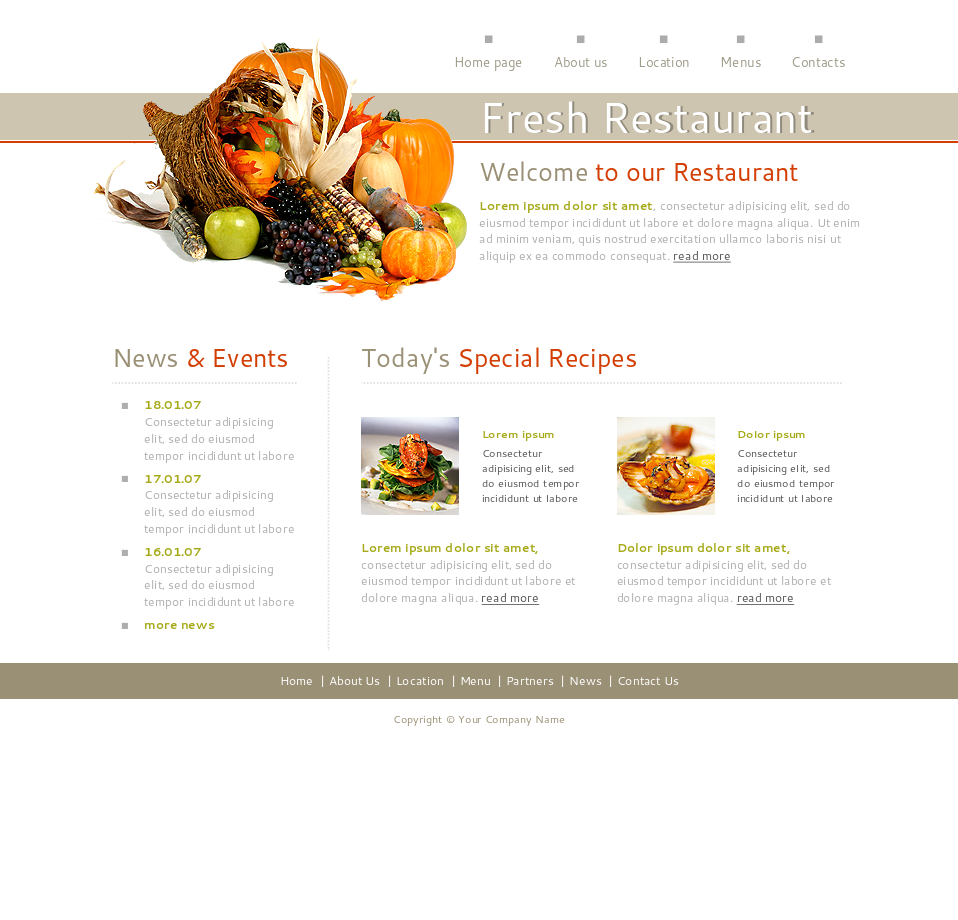 Home page About us Location Menus Contacts
Fresh Restaurant
Welcome to our Restaurant
Lorem ipsum dolor sit amet, consectetur adipisicing elit, sed do
eiusmod tempor incididunt ut labore et dolore magna aliqua. Ut enim
ad minim veniam, quis nostrud exercitation ullamco laboris nisi ut
aliquip ex ea commodo consequat. read more
News & Events
18.01.07
Consectetur adipisicing
elit, sed do eiusmod
tempor incididunt ut labore
17.01.07
Consectetur adipisicing
elit, sed do eiusmod
tempor incididunt ut labore
16.01.07
Consectetur adipisicing
elit, sed do eiusmod
tempor incididunt ut labore
more news
Today's Special Recipes
Lorem ipsum
Consectetur
adipisicing elit, sed
do eiusmod tempor
incididunt ut labore
Lorem ipsum dolor sit amet,
consectetur adipisicing elit, sed do
eiusmod tempor incididunt ut labore et
dolore magna aliqua. read more
Dolor ipsum
Consectetur
adipisicing elit, sed
do eiusmod tempor
incididunt ut labore
Dolor ipsum dolor sit amet,
consectetur adipisicing elit, sed do
eiusmod tempor incididunt ut labore et
dolore magna aliqua. read more
Home | About Us | Location | Menu | Partners | News | Contact Us
Copyright © Your Company Name